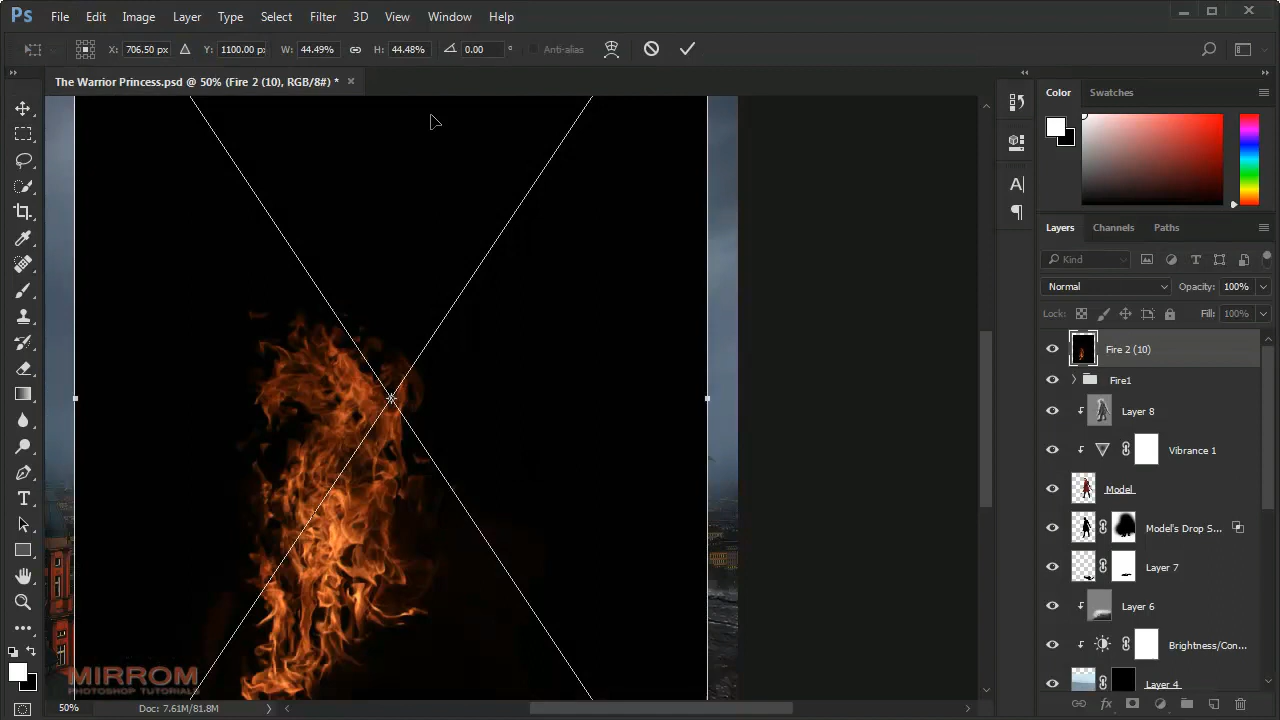 Ps File Edit Image Layer Type Select Filter 3D View Window Help
X: 706.50 px Y: 1100.00 px W: 44.49% H: 44.48% 0.00 ° Anti-alias
The Warrior Princess.psd @ 50% (Fire 2 (10), RGB/8#) * ×
Color Swatches
Layers Channels Paths
Kind
Normal Opacity: 100%
Lock: Fill: 100%
Fire 2 (10)
Fire1
Layer 8
Vibrance 1
Model
Model's Drop S...
Layer 7
Layer 6
Brightness/Con...
Layer 4
MIRROM
PHOTOSHOP TUTORIALS
50% Doc: 7.61M/81.8M